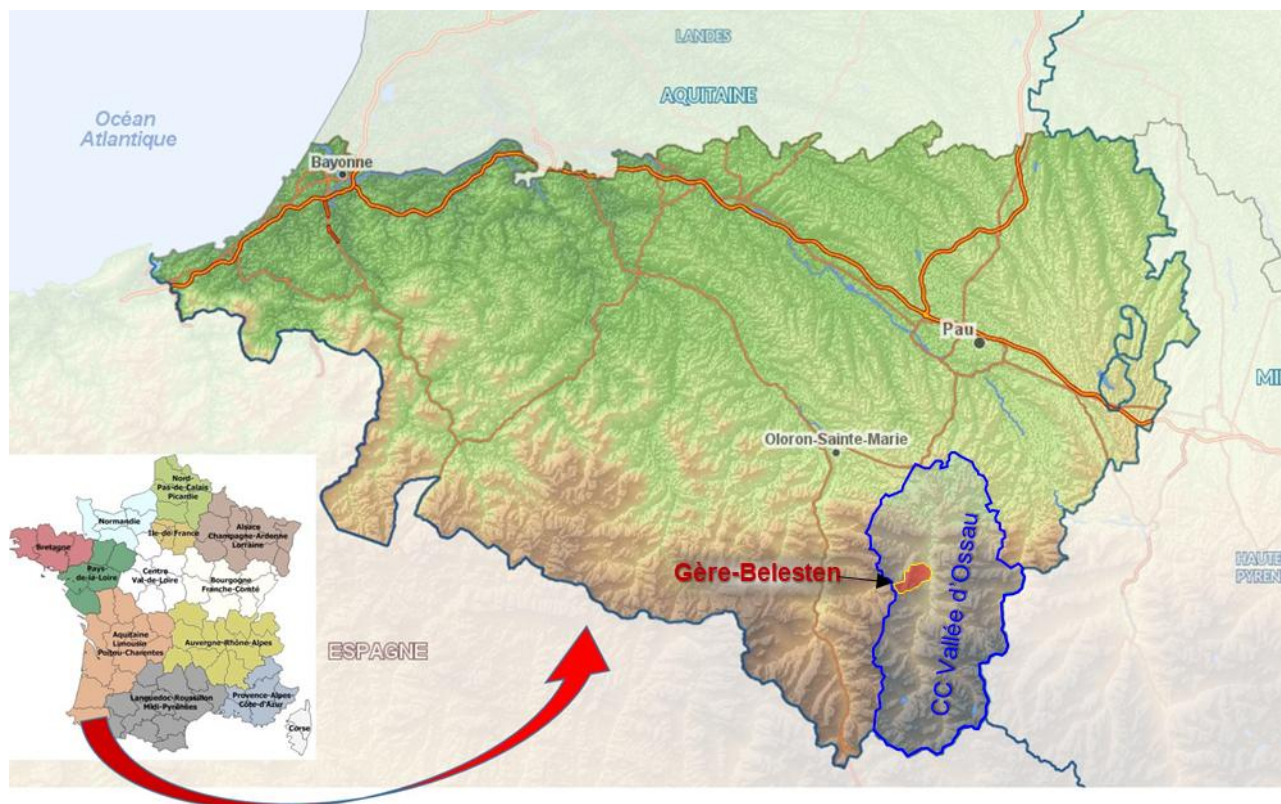 LANDES
AQUITAINE
Océan
Atlantique
Bayonne
Pau
MI
Oloron-Sainte-Marie
Gère-Belesten
CC Vallée d'Ossau
HAUTE
PYREN
ESPAGNE
Nord-
Pas-de-Calais
Picardie
Normandie
Ile-de-France
Alsace
Champagne-Ardenne
Lorraine
Bretagne
Pays-
de-la-Loire
Centre
Val-de-Loire
Bourgogne
Franche-Comté
Aquitaine
Limousin
Poitou-Charentes
Auvergne-Rhône-Alpes
Languedoc-Roussillon
Midi-Pyrénées
Provence-Alpes-
Côte-d'Azur
Corse